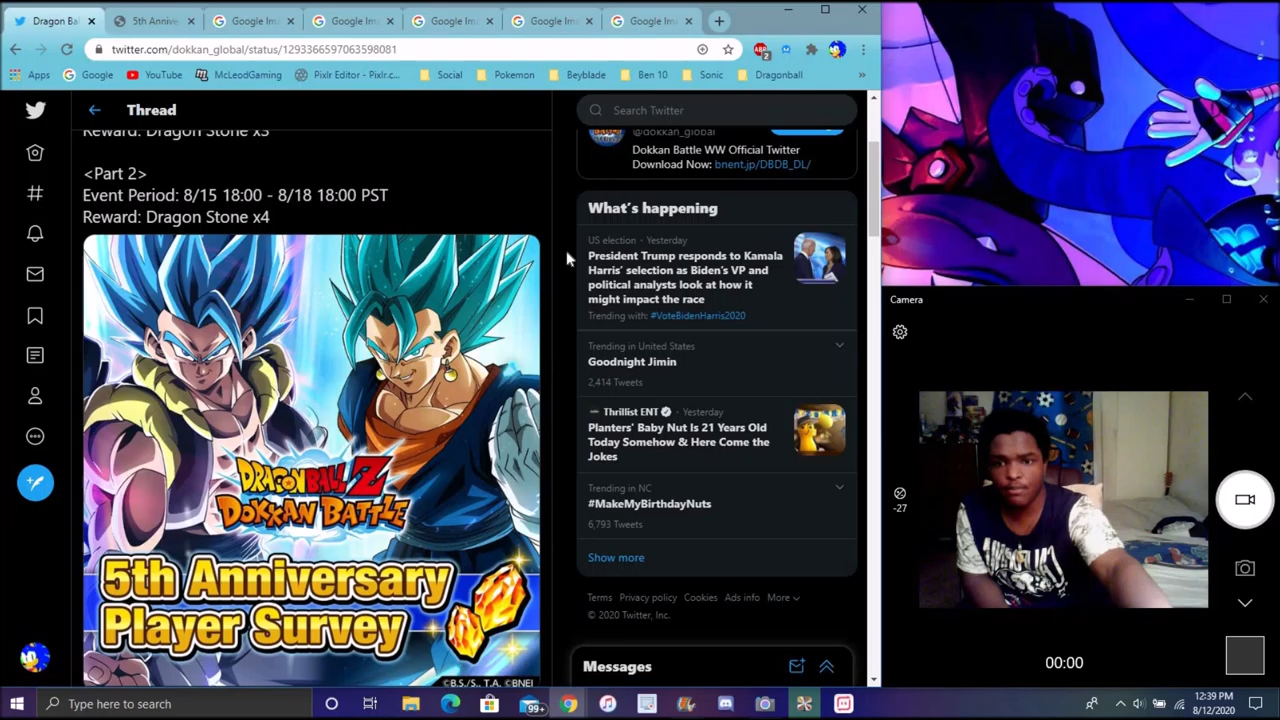 Dragon Ba
5th Annive
Google Im
Google Im
Google Im
Google Im
Google Im
twitter.com/dokkan_global/status/1293366597063598081
Apps
Google
YouTube
McLeodGaming
Pixlr Editor - Pixlr.c...
Social
Pokemon
Beyblade
Ben 10
Sonic
Dragonball
Thread
Reward: Dragon Stone x3
<Part 2>
Event Period: 8/15 18:00 - 8/18 18:00 PST
Reward: Dragon Stone x4
DRAGON BALL Z
DOKKAN BATTLE
5th Anniversary
Player Survey
©B.S./S., T.A. ©BNEI
Search Twitter
@dokkan_global
Dokkan Battle WW Official Twitter
Download Now: bnent.jp/DBDB_DL/
What's happening
US election · Yesterday
President Trump responds to Kamala
Harris' selection as Biden's VP and
political analysts look at how it
might impact the race
Trending with: #VoteBidenHarris2020
Trending in United States
Goodnight Jimin
2,414 Tweets
Thrillist ENT · Yesterday
Planters' Baby Nut Is 21 Years Old
Today Somehow & Here Come the
Jokes
Trending in NC
#MakeMyBirthdayNuts
6,793 Tweets
Show more
Terms Privacy policy Cookies Ads info More
© 2020 Twitter, Inc.
Messages
Camera
-27
00:00
Type here to search
99+
12:39 PM
8/12/2020